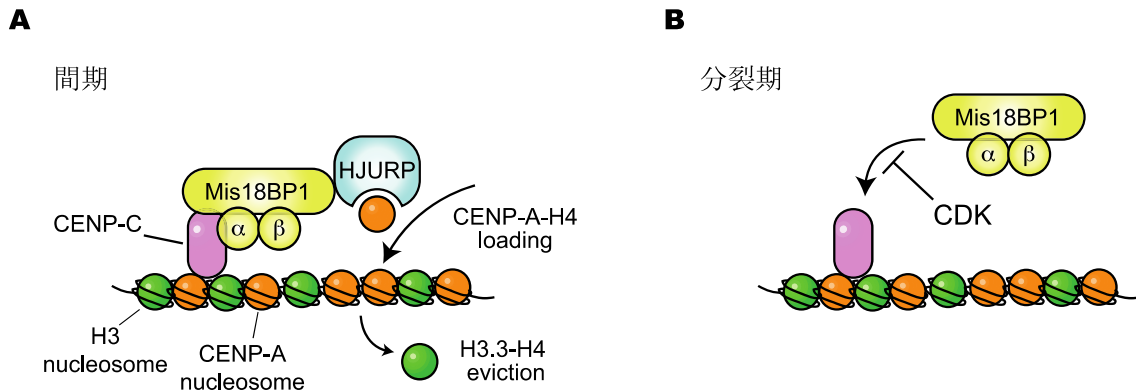 A
間期
Mis18BP1
α β
HJURP
CENP-C
CENP-A-H4
loading
H3
nucleosome
CENP-A
nucleosome
H3.3-H4
eviction
B
分裂期
Mis18BP1
α β
CDK